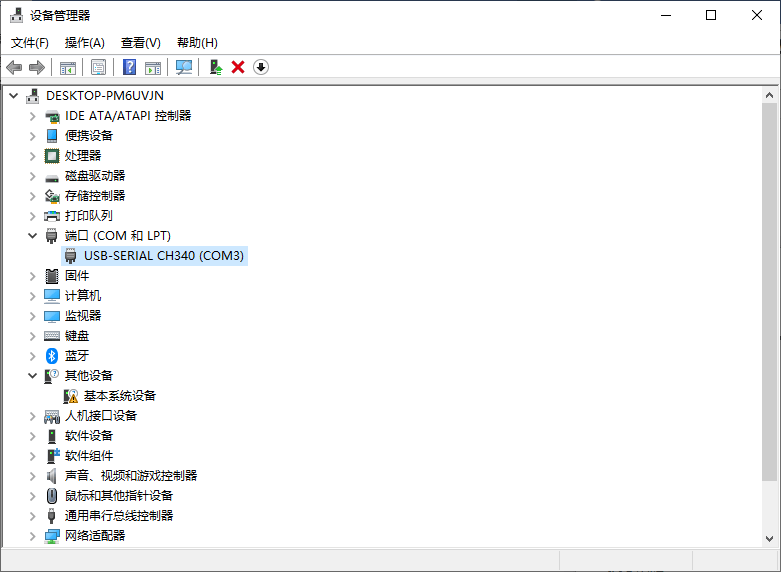 设备管理器
文件(F) 操作(A) 查看(V) 帮助(H)
DESKTOP-PM6UVJN
IDE ATA/ATAPI 控制器
便携设备
处理器
磁盘驱动器
存储控制器
打印队列
端口 (COM 和 LPT)
USB-SERIAL CH340 (COM3)
固件
计算机
监视器
键盘
蓝牙
其他设备
基本系统设备
人机接口设备
软件设备
软件组件
声音、视频和游戏控制器
鼠标和其他指针设备
通用串行总线控制器
网络适配器